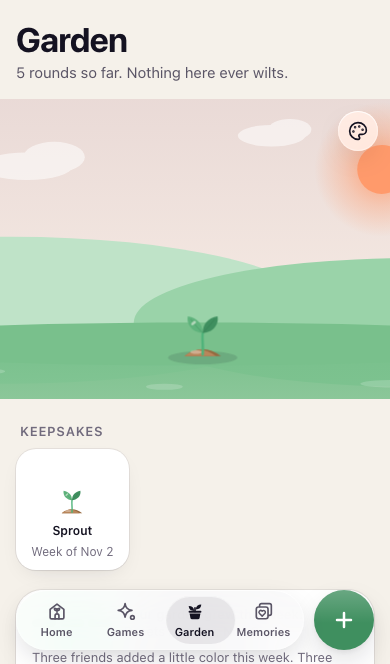 Garden
5 rounds so far. Nothing here ever wilts.
KEEPSAKES
Sprout
Week of Nov 2
Home
Games
Garden
Memories
Three friends added a little color this week. Three